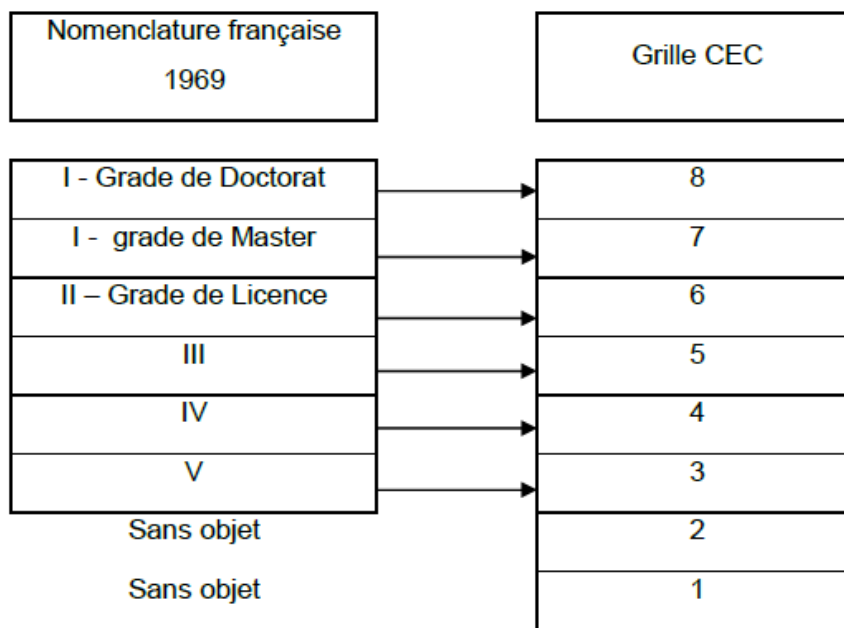 Nomenclature française
1969
Grille CEC
I - Grade de Doctorat
8
I - grade de Master
7
II – Grade de Licence
6
III
5
IV
4
V
3
Sans objet
2
Sans objet
1